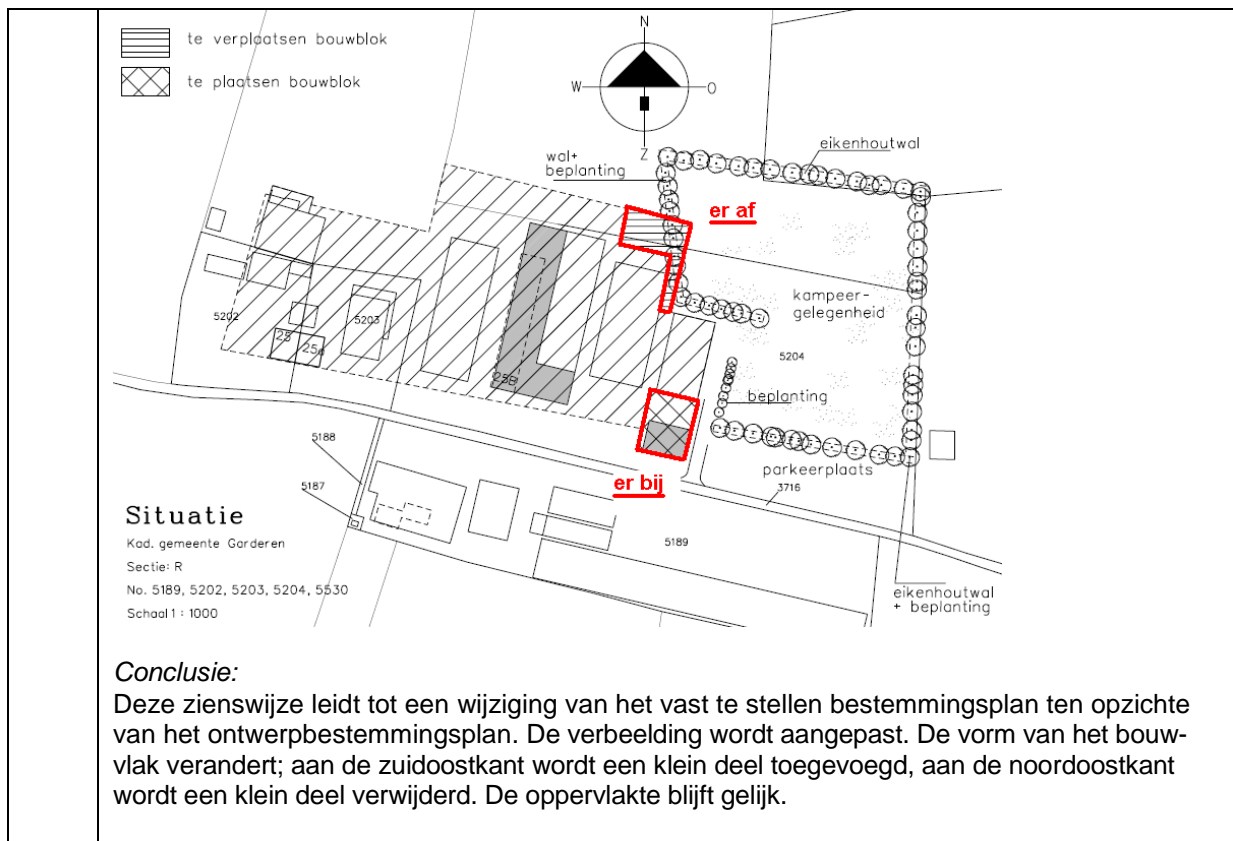 te verplaatsen bouwblok
te plaatsen bouwblok
N
W
O
Z
eikenhoutwal
wal+
beplanting
er af
kampeer-
gelegenheid
5202
5203
25
25a
25B
5204
beplanting
5188
5187
er bij
parkeerplaats
3716
5189
eikenhoutwal
+ beplanting
Situatie
Kad. gemeente Garderen
Sectie: R
No. 5189, 5202, 5203, 5204, 5530
Schaal 1 : 1000
Conclusie:
Deze zienswijze leidt tot een wijziging van het vast te stellen bestemmingsplan ten opzichte
van het ontwerpbestemmingsplan. De verbeelding wordt aangepast. De vorm van het bouw-
vlak verandert; aan de zuidoostkant wordt een klein deel toegevoegd, aan de noordoostkant
wordt een klein deel verwijderd. De oppervlakte blijft gelijk.